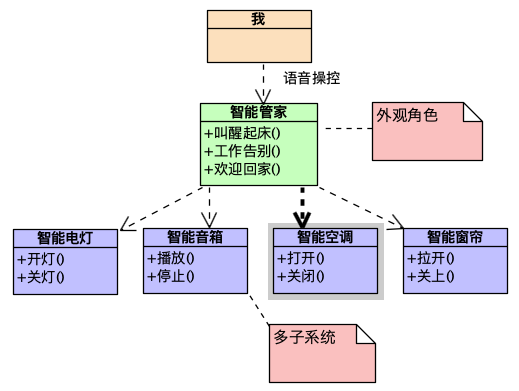 我
语音操控
智能管家
+叫醒起床()
+工作告别()
+欢迎回家()
外观角色
智能电灯
+开灯()
+关灯()
智能音箱
+播放()
+停止()
智能空调
+打开()
+关闭()
智能窗帘
+拉开()
+关上()
多子系统